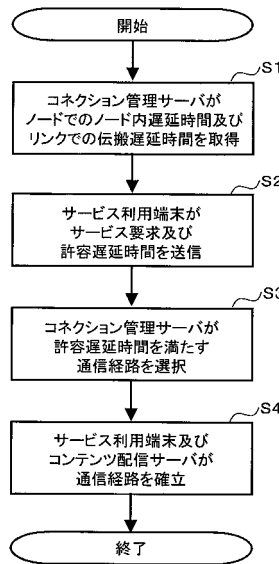 開始
S1
コネクション管理サーバが
ノードでのノード内遅延時間及び
リンクでの伝搬遅延時間を取得
S2
サービス利用端末が
サービス要求及び
許容遅延時間を送信
S3
コネクション管理サーバが
許容遅延時間を満たす
通信経路を選択
S4
サービス利用端末及び
コンテンツ配信サーバが
通信経路を確立
終了